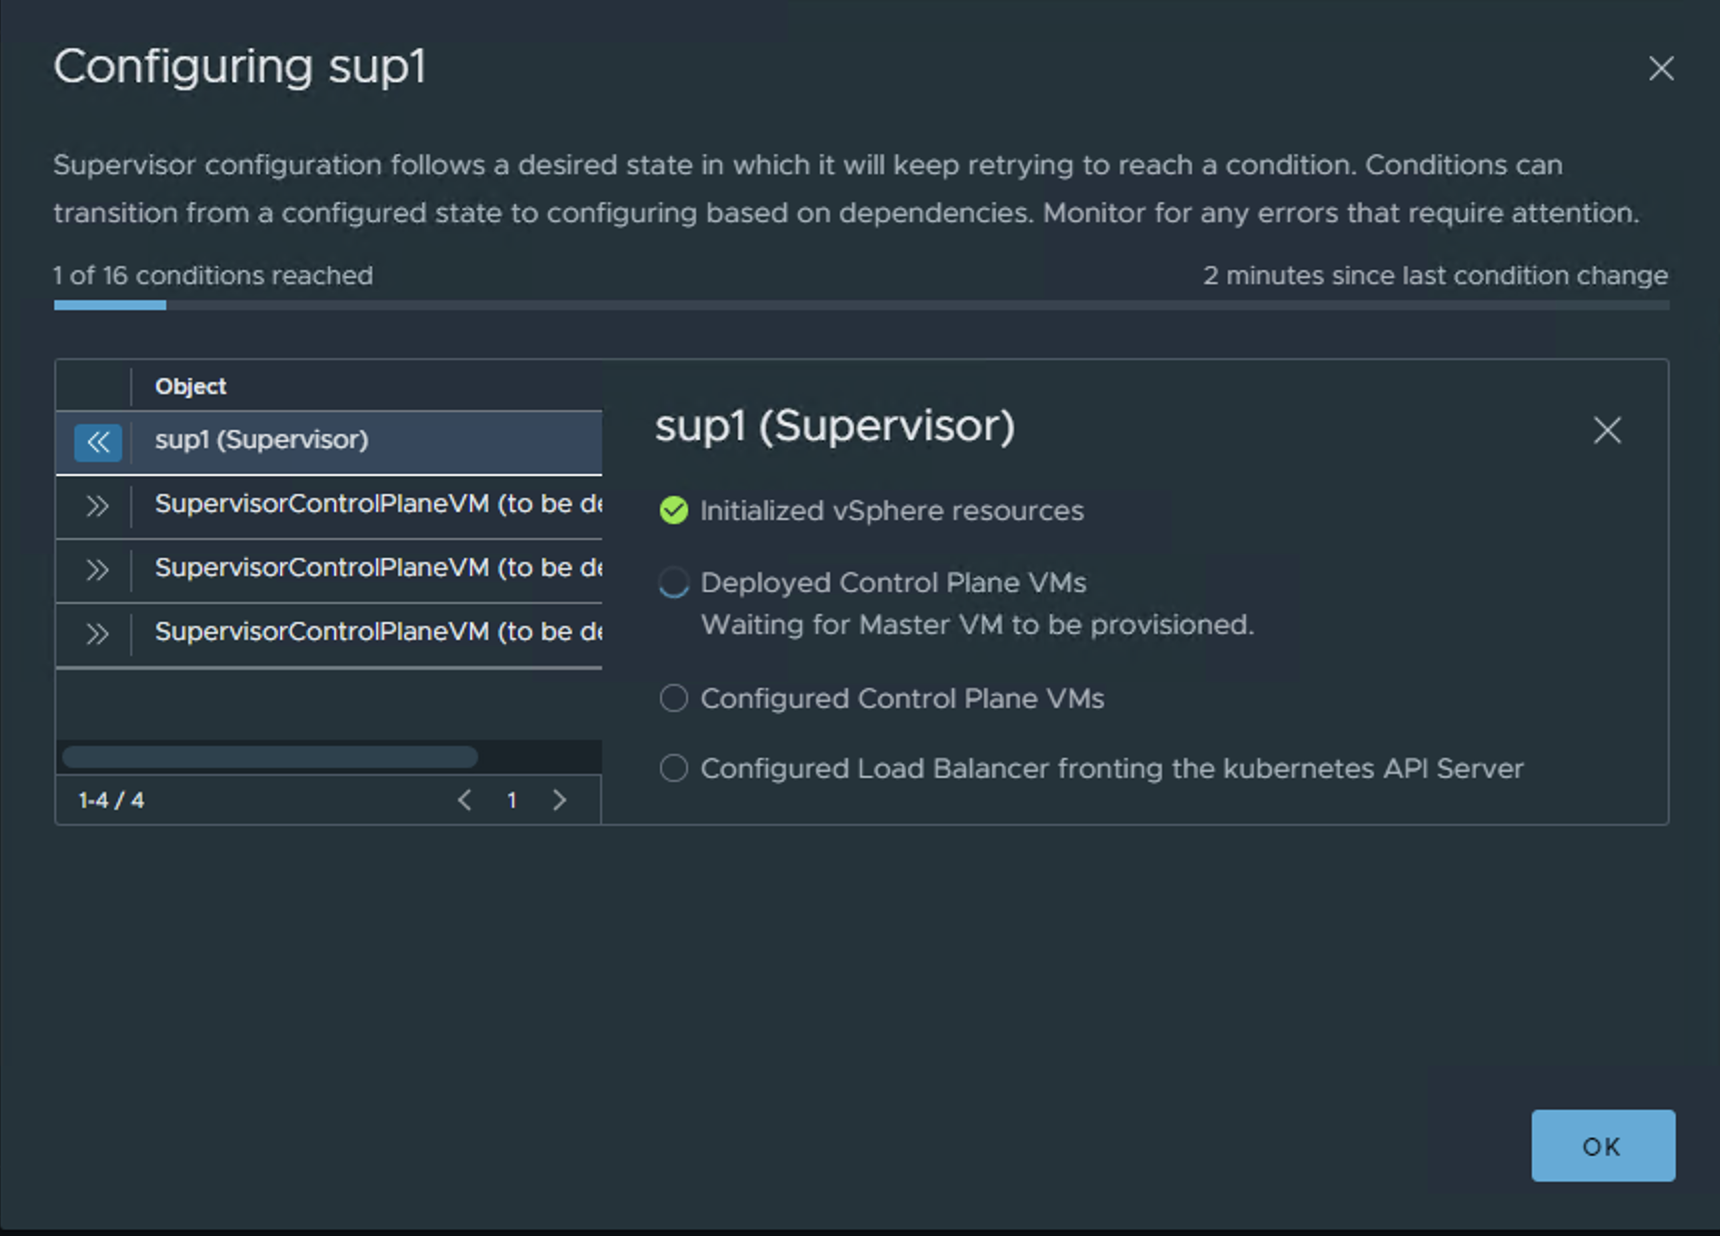 Configuring sup1
Supervisor configuration follows a desired state in which it will keep retrying to reach a condition. Conditions can
transition from a configured state to configuring based on dependencies. Monitor for any errors that require attention.
1 of 16 conditions reached
2 minutes since last condition change
Object
sup1 (Supervisor)
SupervisorControlPlaneVM (to be de
SupervisorControlPlaneVM (to be de
SupervisorControlPlaneVM (to be de
1-4 / 4
1
sup1 (Supervisor)
Initialized vSphere resources
Deployed Control Plane VMs
Waiting for Master VM to be provisioned.
Configured Control Plane VMs
Configured Load Balancer fronting the kubernetes API Server
OK